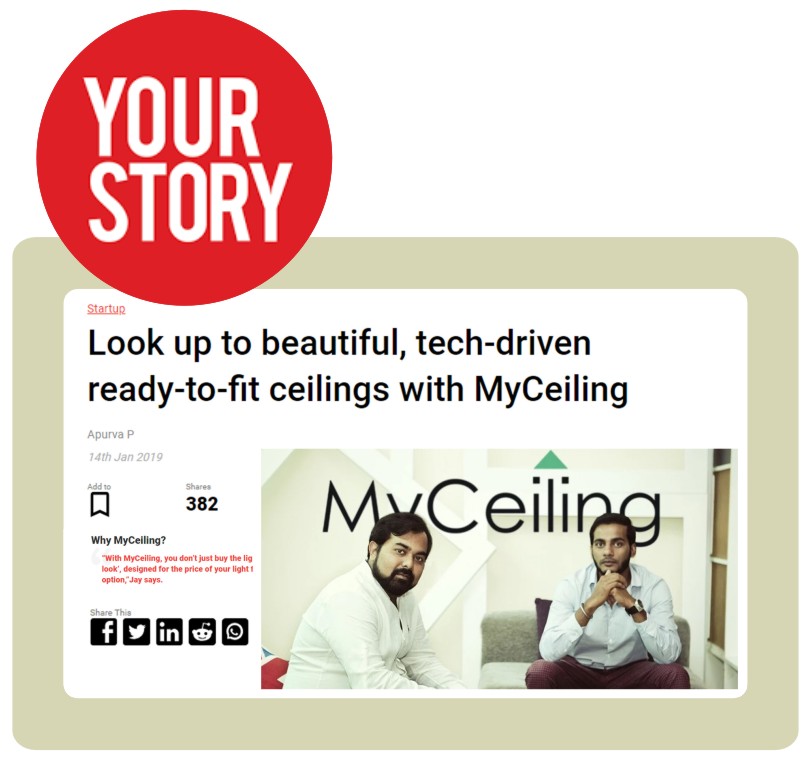 YOUR
STORY
Startup
Look up to beautiful, tech-driven
ready-to-fit ceilings with MyCeiling
Apurva P
14th Jan 2019
Add to
Shares
382
Why MyCeiling?
"With MyCeiling, you don't just buy the lig
look', designed for the price of your light f
option,"Jay says.
Share This
MyCeiling